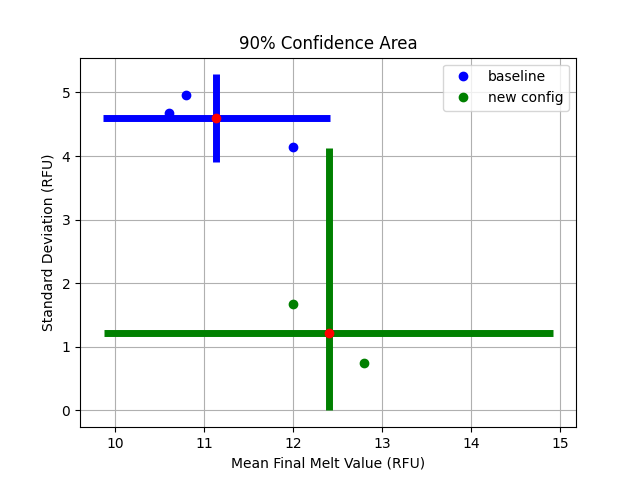 90% Confidence Area
baseline
new config
5
4
3
2
1
0
Standard Deviation (RFU)
10 11 12 13 14 15
Mean Final Melt Value (RFU)